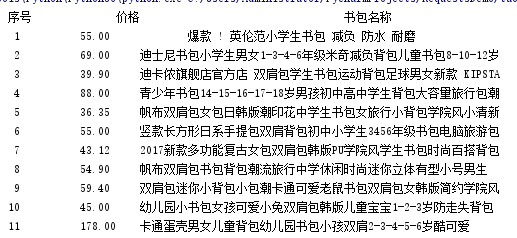 序号 价格 书包名称
1 55.00 爆款 ! 英伦范小学生书包 减负 防水 耐磨
2 69.00 迪士尼书包小学生男女1-3-4-6年级米奇减负背包儿童书包8-10-12岁
3 39.90 迪卡侬旗舰店官方店 双肩包学生书包运动背包足球男女新款 KIPSTA
4 88.00 青少年书包14-15-16-17-18岁男孩初中高中学生书包背包大容量旅行包潮
5 36.35 帆布双肩包女包日韩版潮印花中学生书包女旅行小背包学院风小清新
6 55.00 竖款长方形日系手提包双肩背包初中小学生3456年级书包电脑旅游包
7 43.12 2017新款多功能复古女包双肩包韩版PU学院风学生书包时尚百搭背包
8 54.90 帆布双肩包书包背包潮流旅行中学休闲时尚迷你立体有型小号男生
9 59.40 双肩包迷你小背包小包潮卡通可爱老鼠书包双肩包女韩版简约学院风
10 45.00 幼儿园小书包女孩可爱小兔双肩包韩版儿童宝宝1-2-3岁防走失背包
11 178.00 卡通蛋壳男女儿童背包幼儿园书包小孩双肩2-3-4-5-6岁酷可爱